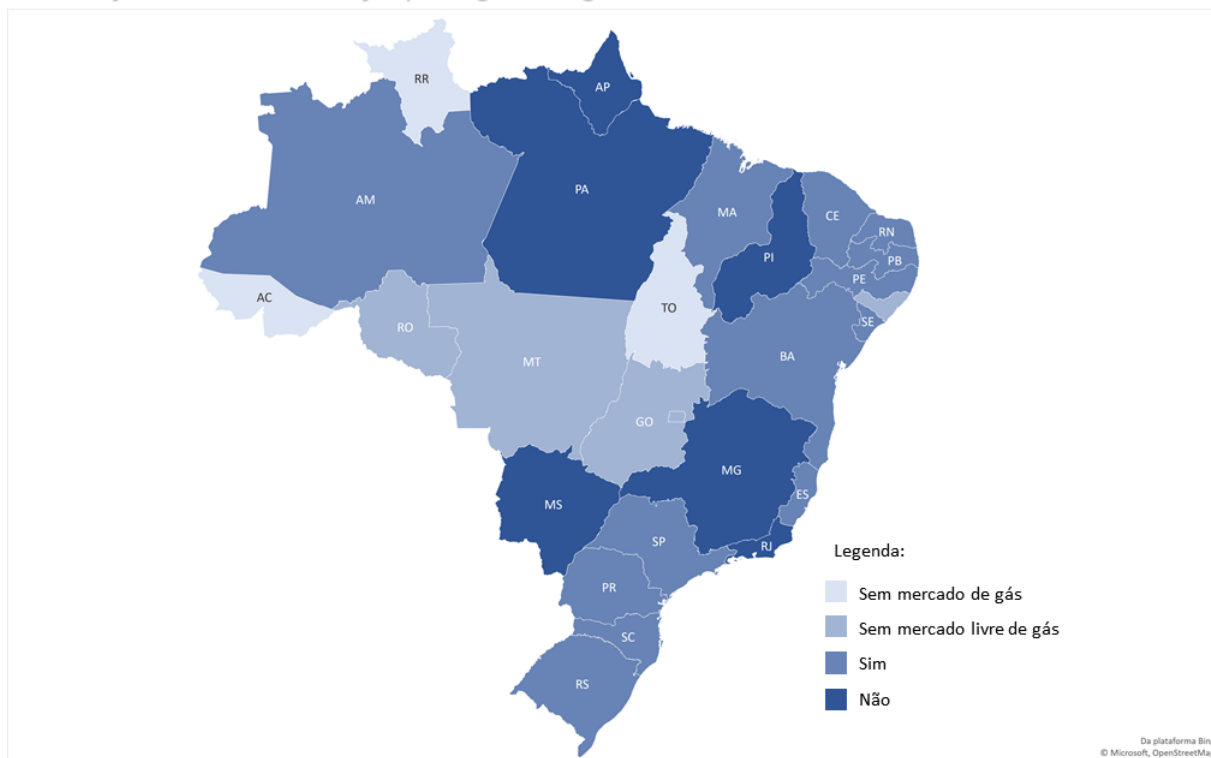 RR
AP
AM
PA
MA
CE
RN
PB
PI
PE
AC
TO
SE
RO
BA
MT
GO
MG
ES
MS
SP
RJ
PR
SC
RS
Legenda:
Sem mercado de gás
Sem mercado livre de gás
Sim
Não
Da plataforma Bin
© Microsoft, OpenStreetMa